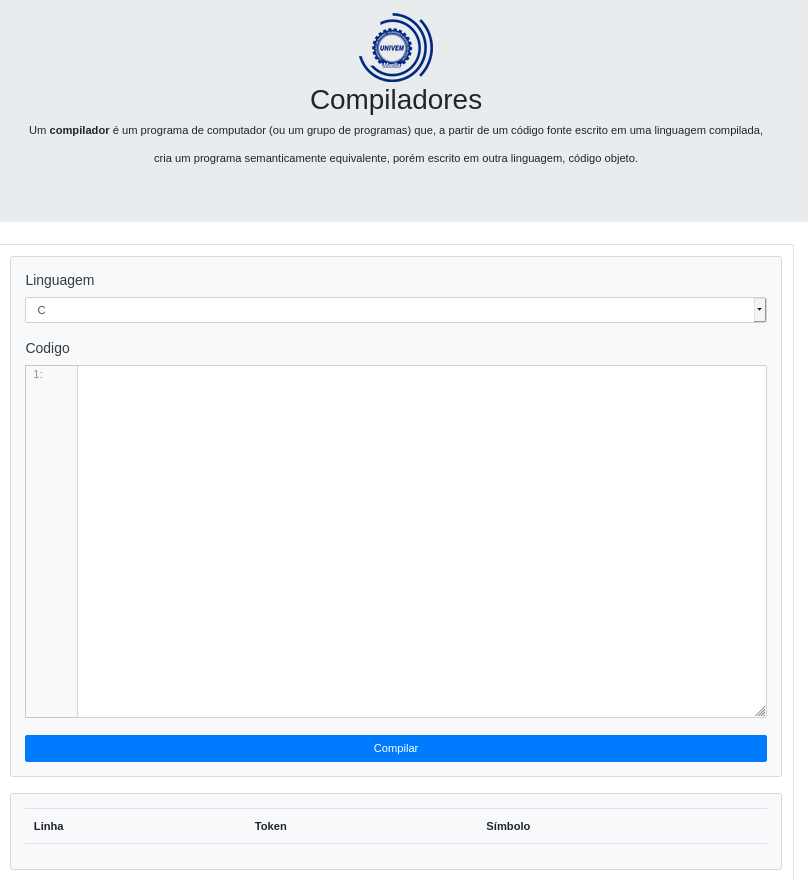 UNIVEM
Compiladores
Um compilador é um programa de computador (ou um grupo de programas) que, a partir de um código fonte escrito em uma linguagem compilada,
cria um programa semanticamente equivalente, porém escrito em outra linguagem, código objeto.
Linguagem
C
Codigo
1:
Compilar
Linha Token Símbolo